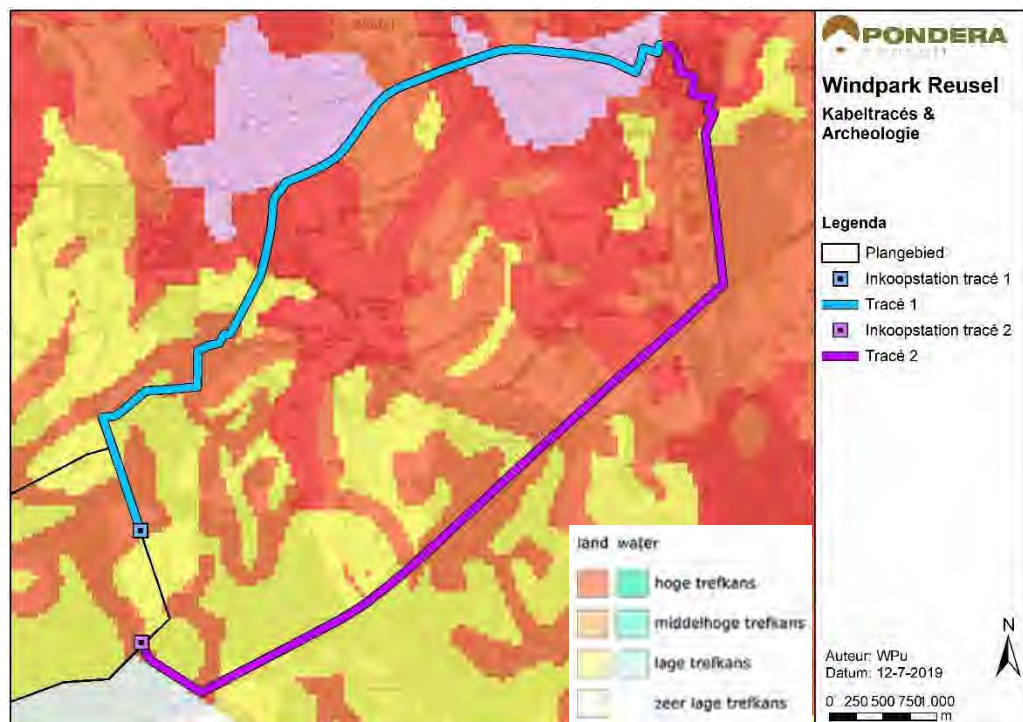 PONDERA
Windpark Reusel
Kabeltracés &
Archeologie
Legenda
Plangebied
Inkoopstation tracé 1
Tracé 1
Inkoopstation tracé 2
Tracé 2
land water
hoge trefkans
middelhoge trefkans
lage trefkans
zeer lage trefkans
N
Auteur: WPu
Datum: 12-7-2019
0 250 500 750 1.000
m